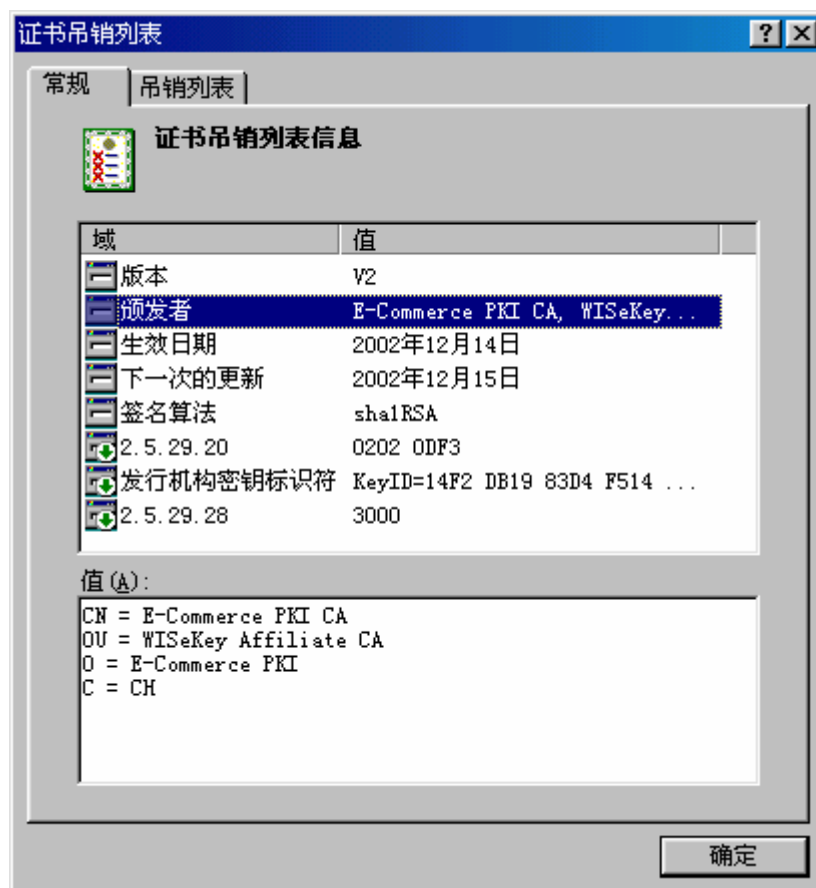 证书吊销列表
常规 吊销列表
证书吊销列表信息
域 值
版本 V2
颁发者 E-Commerce PKI CA, WISeKey...
生效日期 2002年12月14日
下一次的更新 2002年12月15日
签名算法 sha1RSA
2.5.29.20 0202 0DF3
发行机构密钥标识符 KeyID=14F2 DB19 83D4 F514 ...
2.5.29.28 3000
值(A):
CN = E-Commerce PKI CA
OU = WISeKey Affiliate CA
O = E-Commerce PKI
C = CH
确定